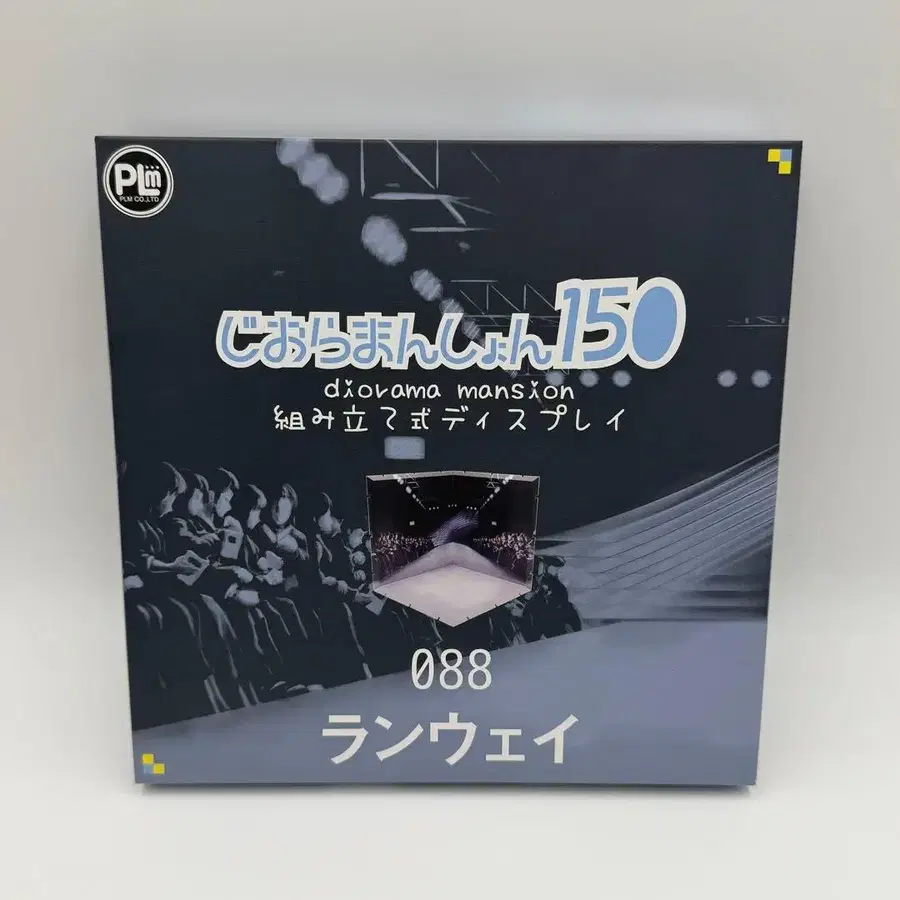 PLm
PLM CO.,LTD
じおらまんしょん150
diorama mansion
組み立て式ディスプレイ
088
ランウェイ